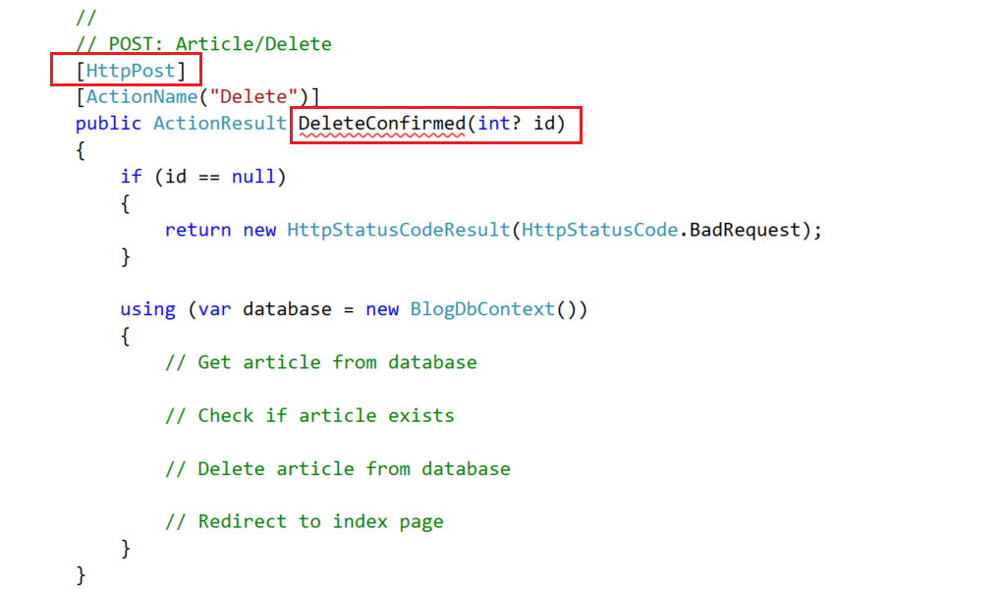 //
// POST: Article/Delete
[HttpPost]
[ActionName("Delete")]
public ActionResult DeleteConfirmed(int? id)
{
    if (id == null)
    {
        return new HttpStatusCodeResult(HttpStatusCode.BadRequest);
    }

    using (var database = new BlogDbContext())
    {
        // Get article from database

        // Check if article exists

        // Delete article from database

        // Redirect to index page
    }
}